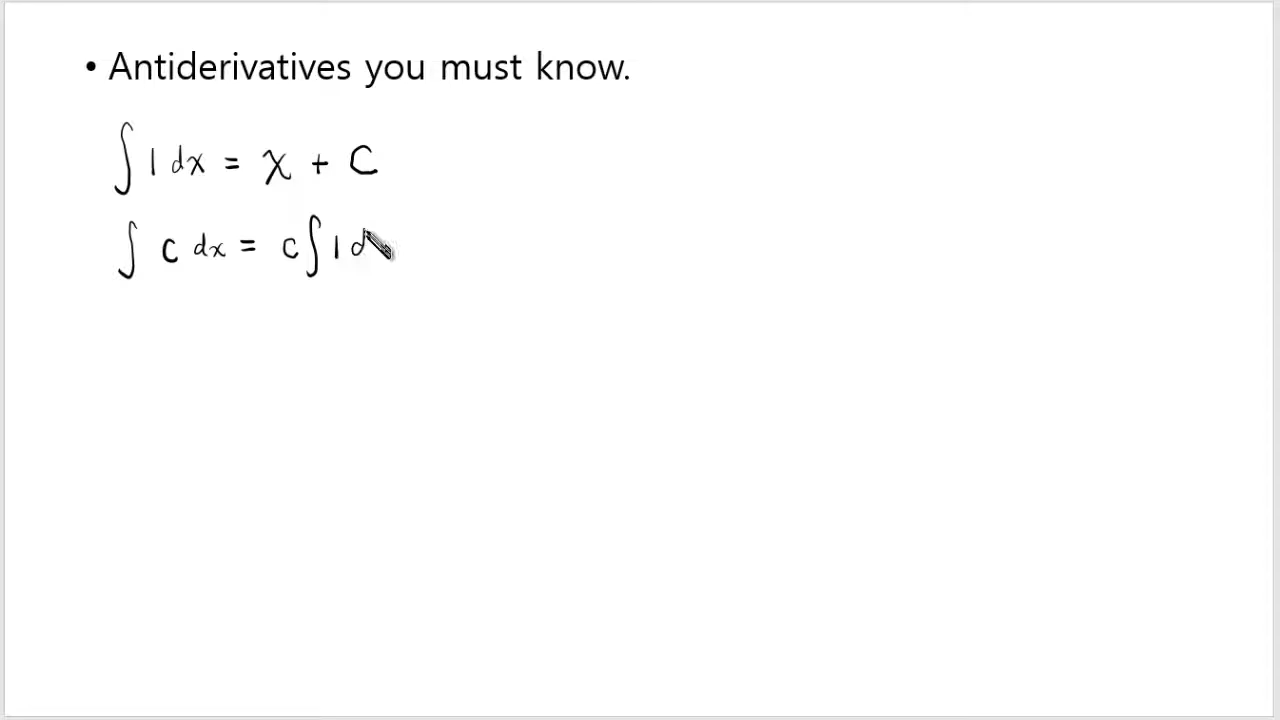 • Antiderivatives you must know.
∫ 1 dx = x + C
∫ c dx = c ∫ 1 d